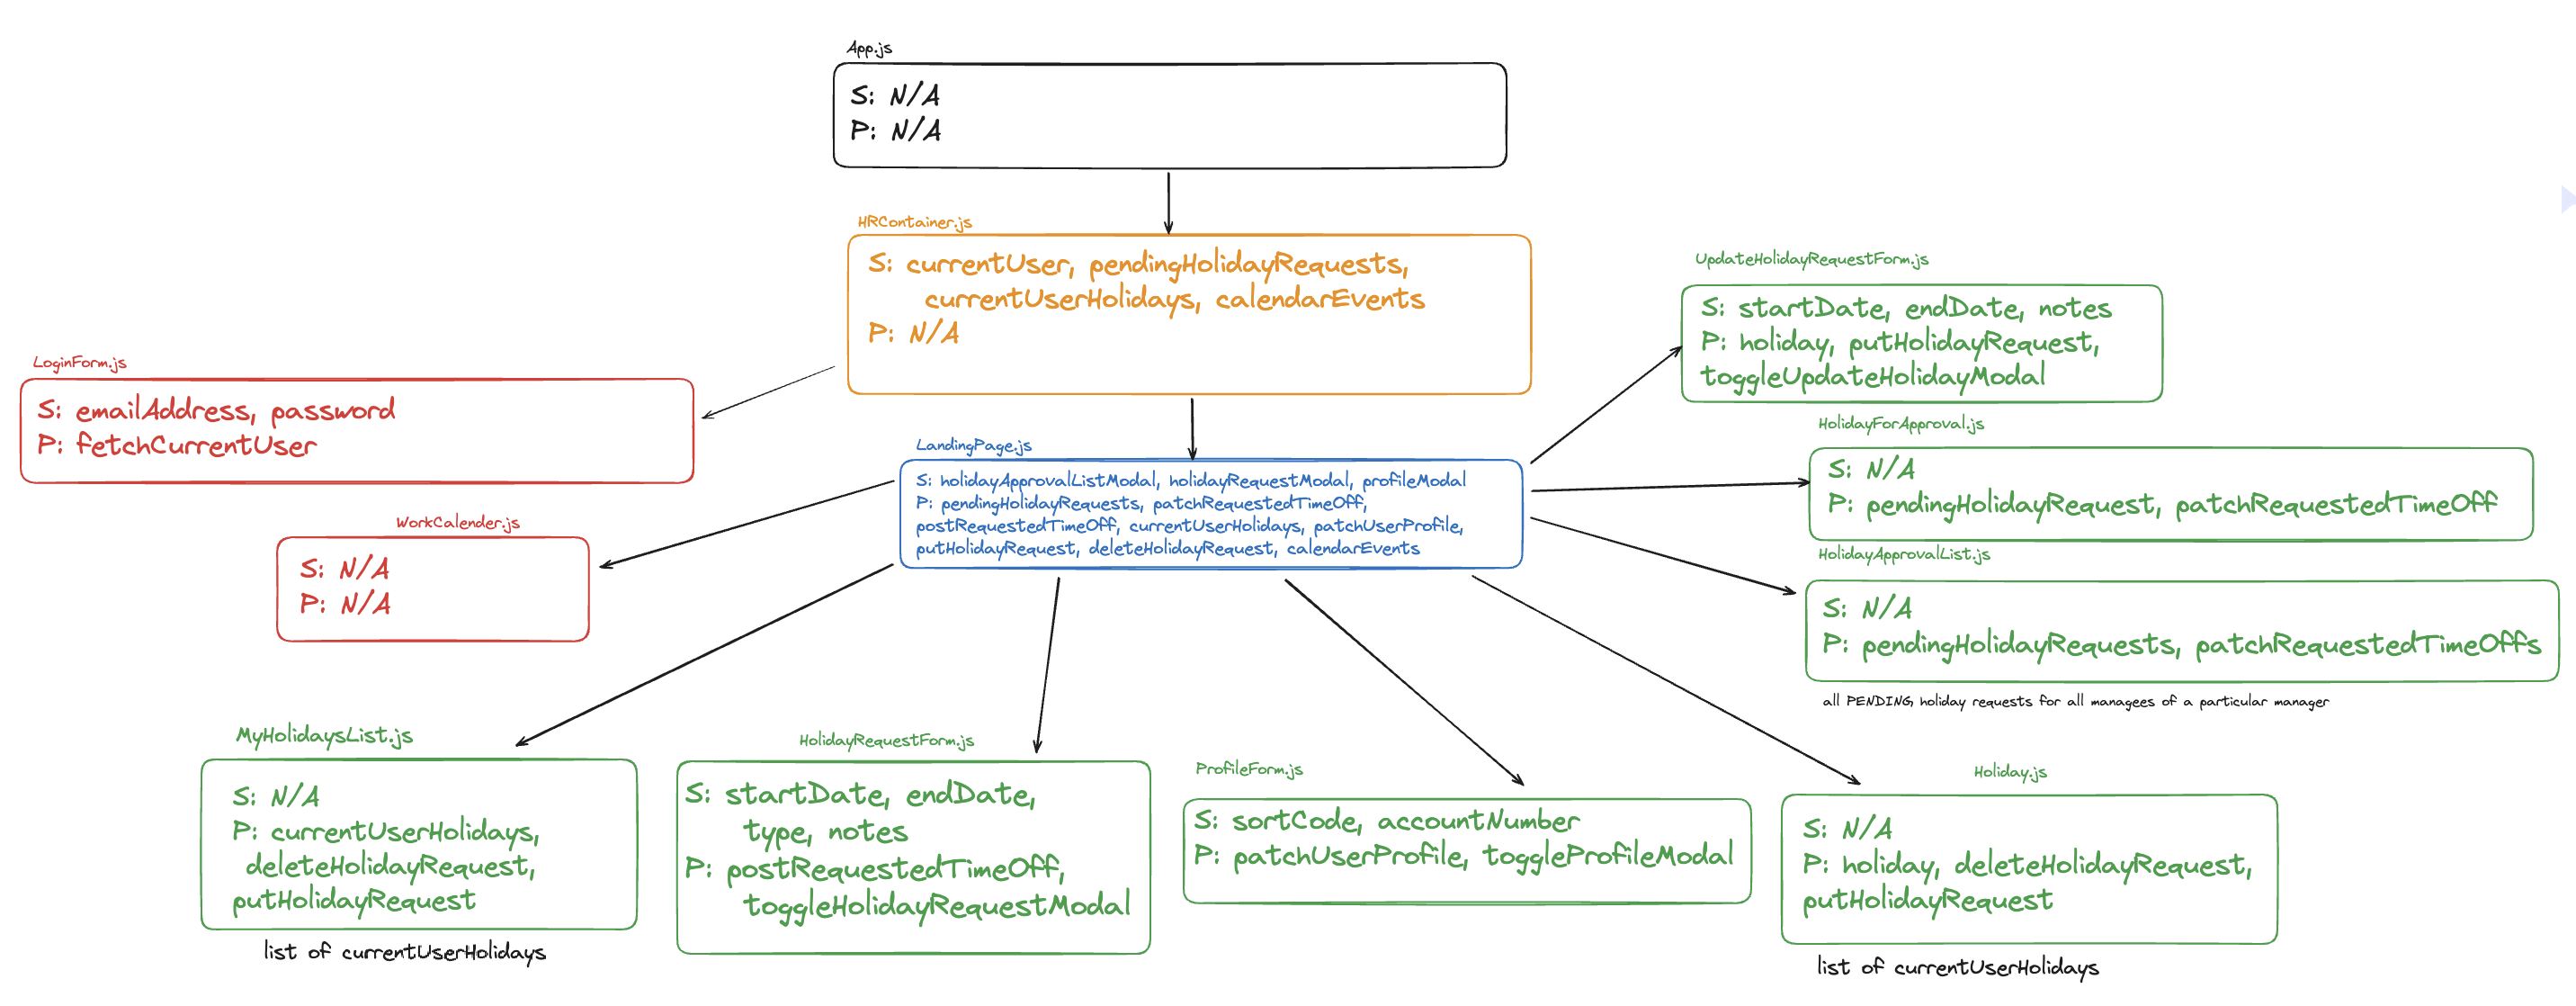 App.js
S: N/A
P: N/A
HRContainer.js
S: currentUser, pendingHolidayRequests,
currentUserHolidays, calendarEvents
P: N/A
UpdateHolidayRequestForm.js
S: startDate, endDate, notes
P: holiday, putHolidayRequest,
toggleUpdateHolidayModal
LoginForm.js
S: emailAddress, password
P: fetchCurrentUser
HolidayForApproval.js
S: N/A
P: pendingHolidayRequest, patchRequestedTimeOff
LandingPage.js
S: holidayApprovalListModal, holidayRequestModal, profileModal
P: pendingHolidayRequests, patchRequestedTimeOff,
postRequestedTimeOff, currentUserHolidays, patchUserProfile,
putHolidayRequest, deleteHolidayRequest, calendarEvents
WorkCalender.js
S: N/A
P: N/A
HolidayApprovalList.js
S: N/A
P: pendingHolidayRequests, patchRequestedTimeOffs
all PENDING, holiday requests for all managees of a particular manager
MyHolidaysList.js
S: N/A
P: currentUserHolidays,
deleteHolidayRequest,
putHolidayRequest
list of currentUserHolidays
HolidayRequestForm.js
S: startDate, endDate,
type, notes
P: postRequestedTimeOff,
toggleHolidayRequestModal
ProfileForm.js
S: sortCode, accountNumber
P: patchUserProfile, toggleProfileModal
Holiday.js
S: N/A
P: holiday, deleteHolidayRequest,
putHolidayRequest
list of currentUserHolidays